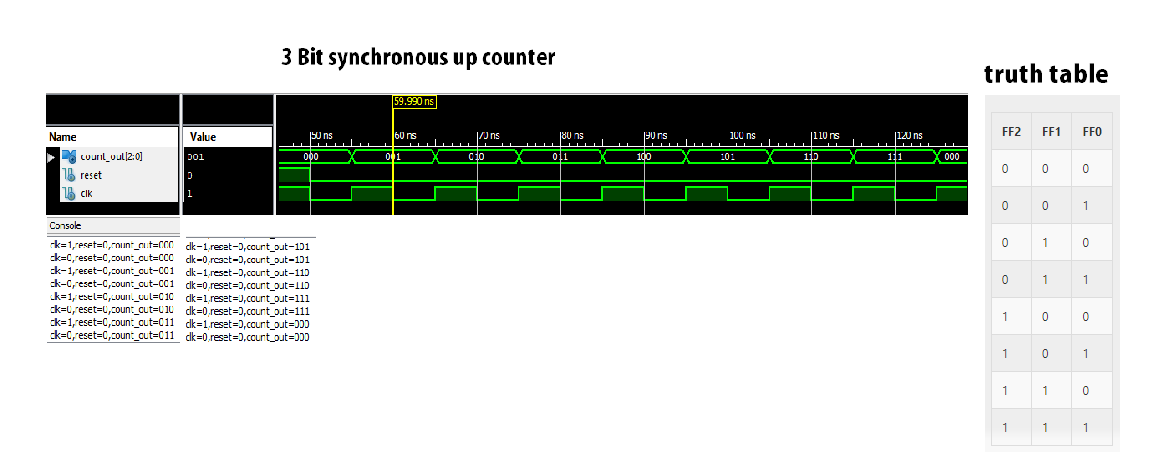 3 Bit synchronous up counter
truth table
59.990 ns
Name Value
50 ns 60 ns 70 ns 80 ns 90 ns 100 ns 110 ns 120 ns
count_out[2:0] 001 000 001 010 011 100 101 110 111 000
reset 0
clk 1
Console
clk=1,reset=0,count_out=000
clk=0,reset=0,count_out=000
clk=1,reset=0,count_out=001
clk=0,reset=0,count_out=001
clk=1,reset=0,count_out=010
clk=0,reset=0,count_out=010
clk=1,reset=0,count_out=011
clk=0,reset=0,count_out=011
clk=1,reset=0,count_out=101
clk=0,reset=0,count_out=101
clk=1,reset=0,count_out=110
clk=0,reset=0,count_out=110
clk=1,reset=0,count_out=111
clk=0,reset=0,count_out=111
clk=1,reset=0,count_out=000
clk=0,reset=0,count_out=000
FF2 FF1 FF0
0 0 0
0 0 1
0 1 0
0 1 1
1 0 0
1 0 1
1 1 0
1 1 1